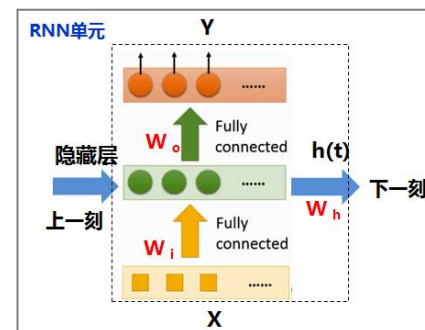 RNN单元
Y
......
W o
Fully
connected
隐藏层
h(t)
......
上一刻
W h
下一刻
W i
Fully
connected
......
X